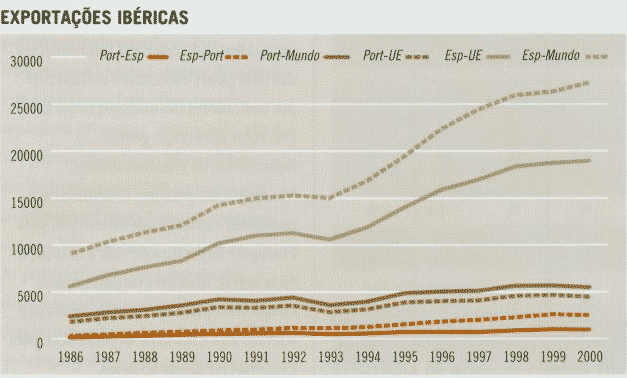 EXPORTAÇÕES IBÉRICAS
Port-Esp Esp-Port Port-Mundo Port-UE Esp-UE Esp-Mundo
30000
25000
20000
15000
10000
5000
0
1986 1987 1988 1989 1990 1991 1992 1993 1994 1995 1996 1997 1998 1999 2000